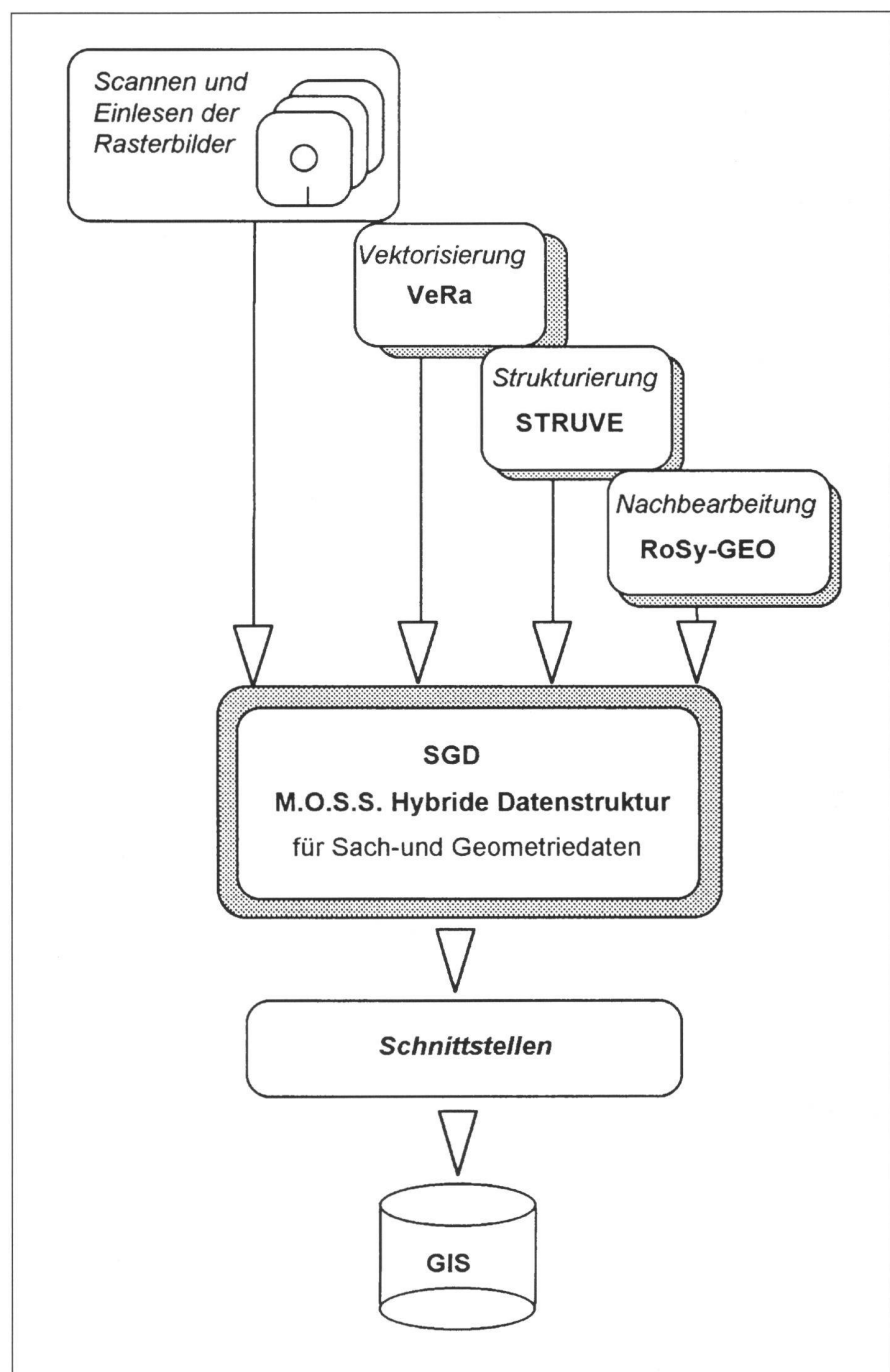 Scannen und
Einlesen der
Rasterbilder
Vektorisierung
VeRa
Strukturierung
STRUVE
Nachbearbeitung
RoSy-GEO
SGD
M.O.S.S. Hybride Datenstruktur
für Sach-und Geometriedaten
Schnittstellen
GIS